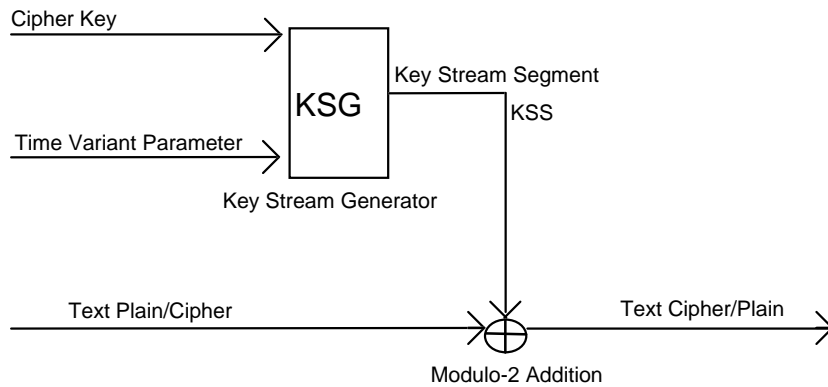 Cipher Key
Key Stream Segment
KSG
KSS
Time Variant Parameter
Key Stream Generator
Text Plain/Cipher
Text Cipher/Plain
Modulo-2 Addition